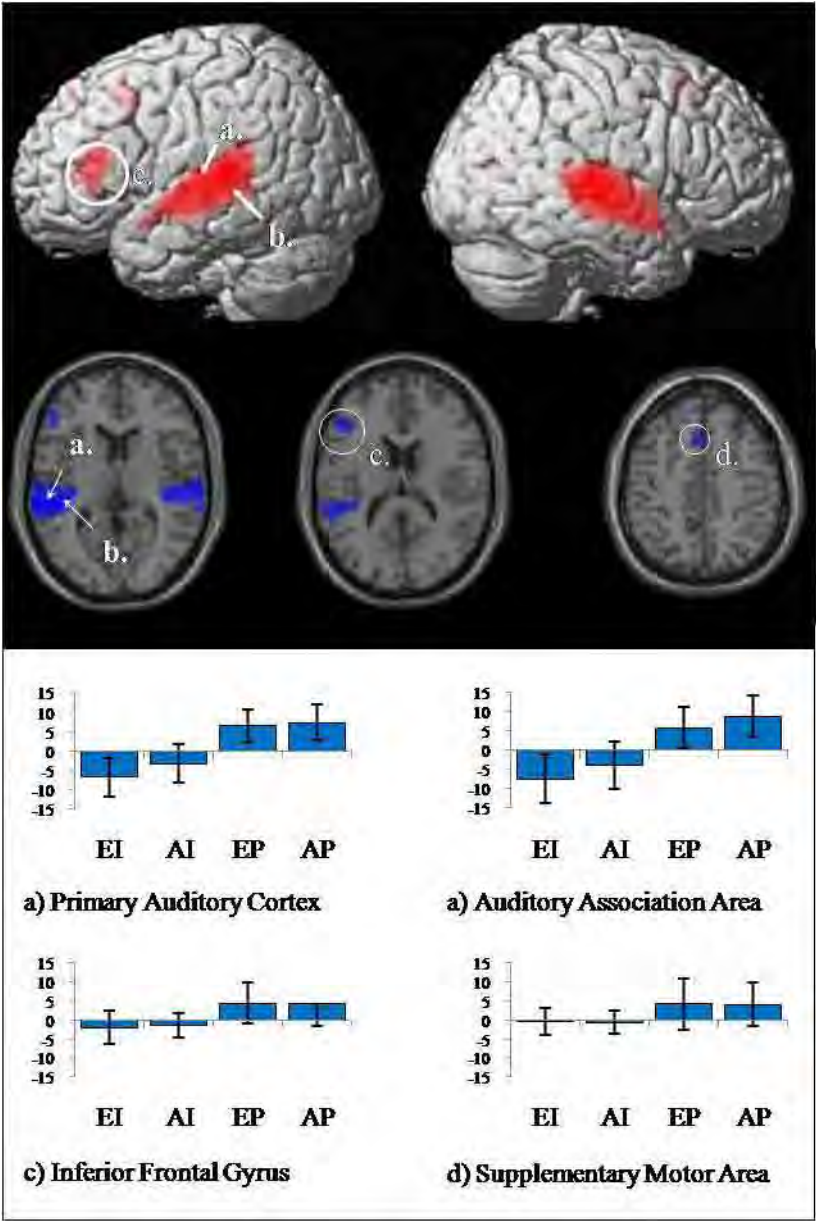 a.
c.
b.
a.
b.
c.
d.
15
10
5
0
-5
-10
-15
EI AI EP AP
a) Primary Auditory Cortex
15
10
5
0
-5
-10
-15
EI AI EP AP
a) Auditory Association Area
15
10
5
0
-5
-10
-15
EI AI EP AP
c) Inferior Frontal Gyrus
15
10
5
0
-5
-10
-15
EI AI EP AP
d) Supplementary Motor Area